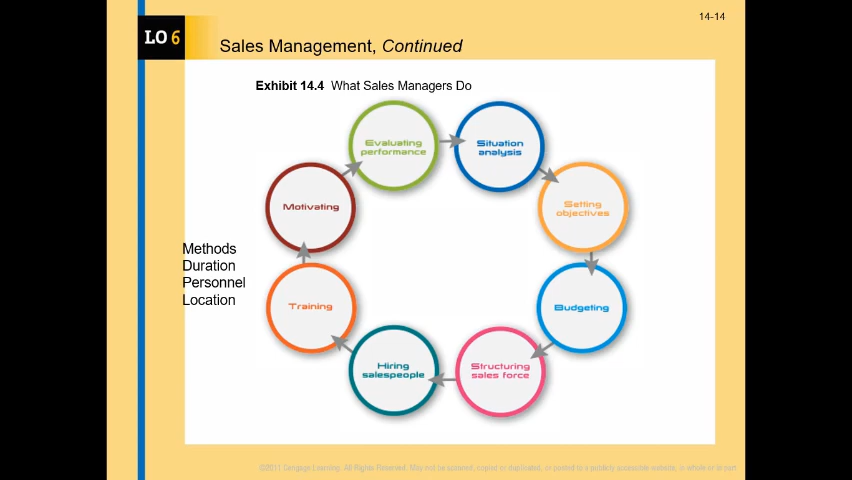 14-14
LO 6
Sales Management, Continued
Exhibit 14.4 What Sales Managers Do
Evaluating
performance
Situation
analysis
Setting
objectives
Budgeting
Structuring
sales force
Hiring
salespeople
Training
Motivating
Methods
Duration
Personnel
Location
©2011 Cengage Learning. All Rights Reserved. May not be scanned, copied or duplicated, or posted to a publicly accessible website, in whole or in part.